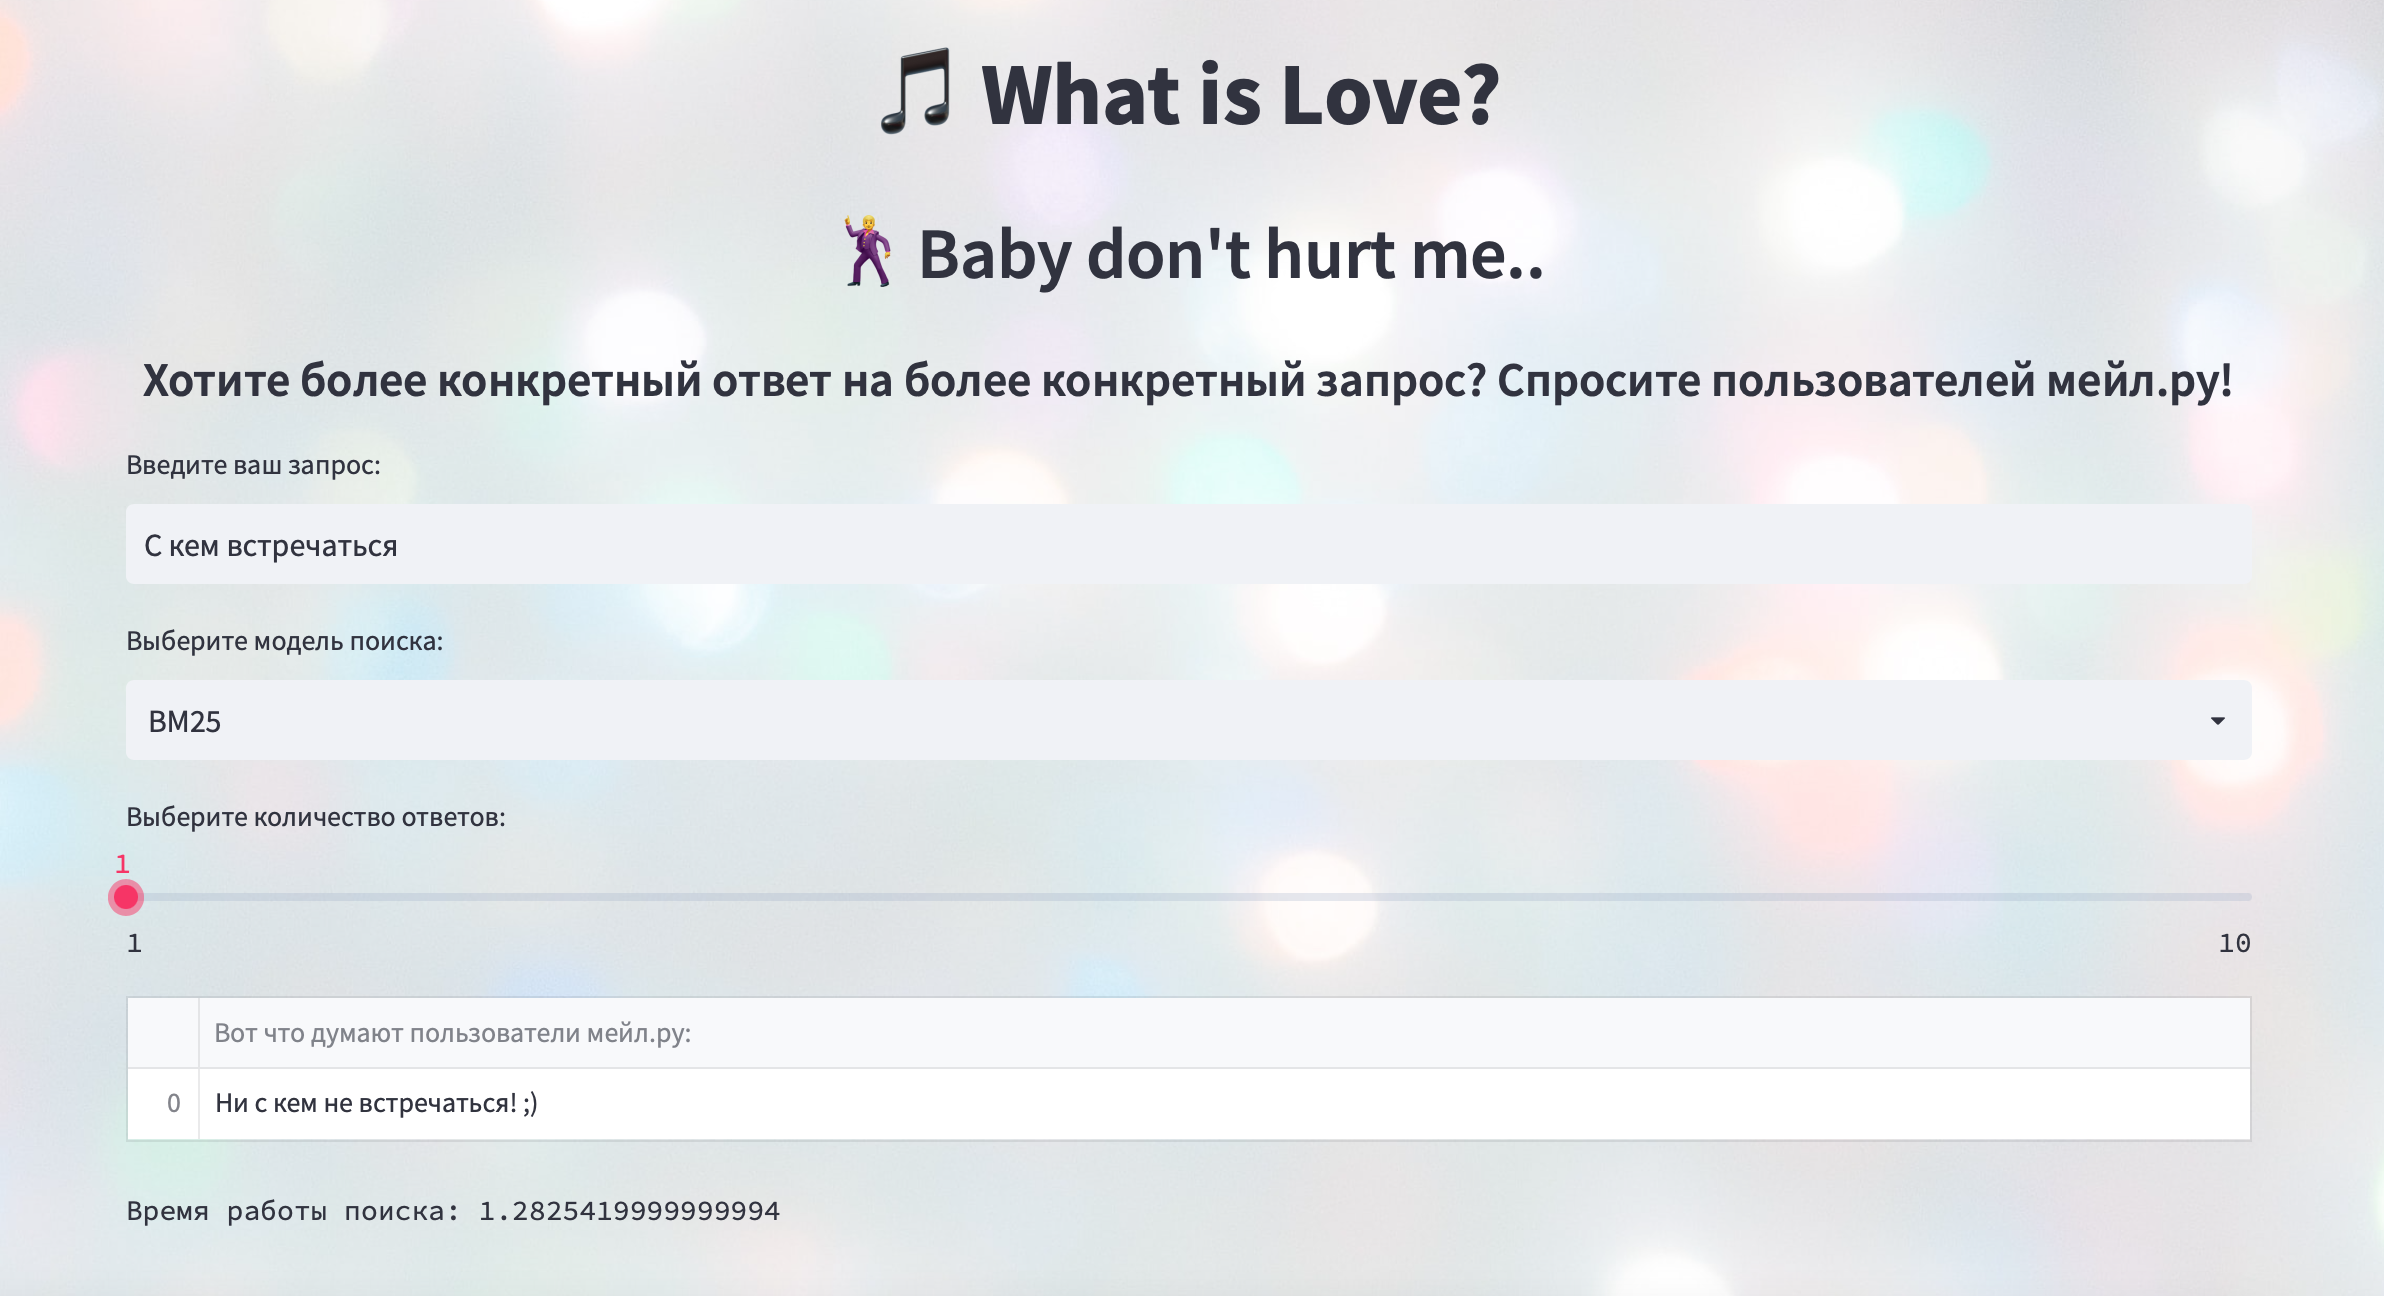 🎵 What is Love?
🕺 Baby don't hurt me..
Хотите более конкретный ответ на более конкретный запрос? Спросите пользователей мейл.ру!
Введите ваш запрос:
С кем встречаться
Выберите модель поиска:
BM25
Выберите количество ответов:
1
1 10
Вот что думают пользователи мейл.ру:
0 Ни с кем не встречаться! ;)
Время работы поиска: 1.2825419999999994